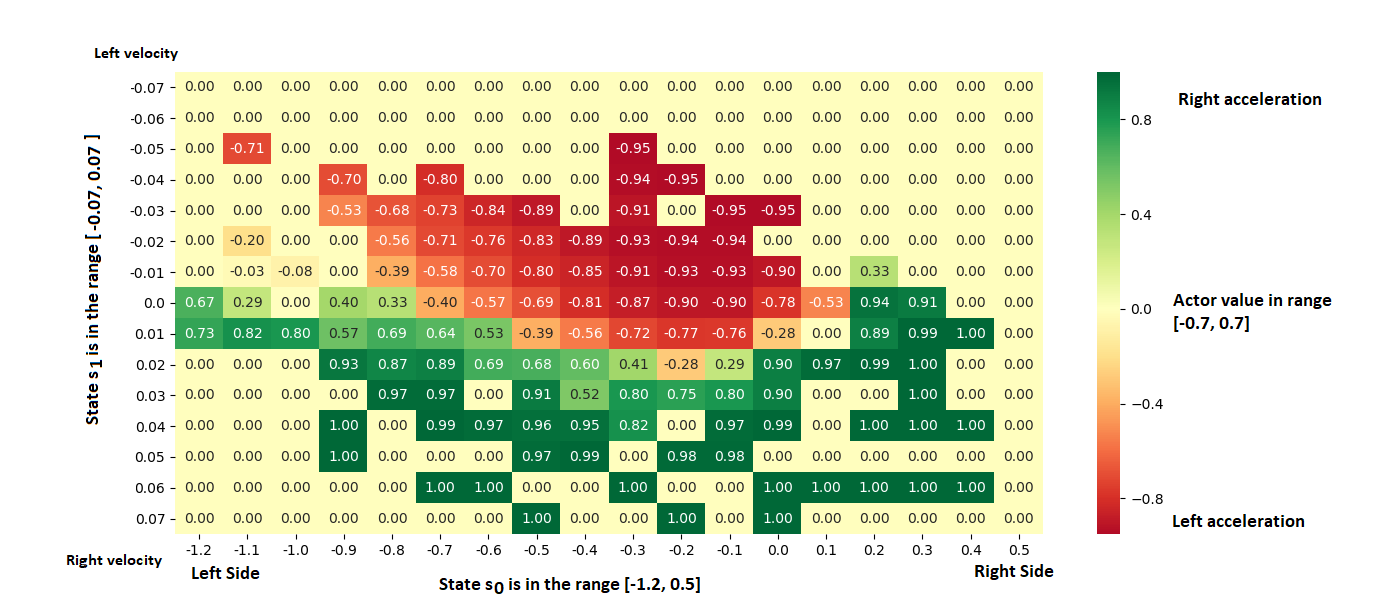 Left velocity
-0.07 0.00 0.00 0.00 0.00 0.00 0.00 0.00 0.00 0.00 0.00 0.00 0.00 0.00 0.00 0.00 0.00 0.00 0.00
Right acceleration
-0.06 0.00 0.00 0.00 0.00 0.00 0.00 0.00 0.00 0.00 0.00 0.00 0.00 0.00 0.00 0.00 0.00 0.00 0.00
0.8
-0.05 0.00 -0.71 0.00 0.00 0.00 0.00 0.00 0.00 0.00 -0.95 0.00 0.00 0.00 0.00 0.00 0.00 0.00 0.00
-0.04 0.00 0.00 0.00 -0.70 0.00 -0.80 0.00 0.00 0.00 -0.94 -0.95 0.00 0.00 0.00 0.00 0.00 0.00 0.00
-0.03 0.00 0.00 0.00 -0.53 -0.68 -0.73 -0.84 -0.89 0.00 -0.91 0.00 -0.95 -0.95 0.00 0.00 0.00 0.00 0.00
0.4
-0.02 0.00 -0.20 0.00 0.00 -0.56 -0.71 -0.76 -0.83 -0.89 -0.93 -0.94 -0.94 0.00 0.00 0.00 0.00 0.00 0.00
-0.01 0.00 -0.03 -0.08 0.00 -0.39 -0.58 -0.70 -0.80 -0.85 -0.91 -0.93 -0.93 -0.90 0.00 0.33 0.00 0.00 0.00
State s1 is in the range [ -0.07, 0.07 ]
0.0 0.67 0.29 0.00 0.40 0.33 -0.40 -0.57 -0.69 -0.81 -0.87 -0.90 -0.90 -0.78 -0.53 0.94 0.91 0.00 0.00
0.0
Actor value in range
[-0.7, 0.7]
0.01 0.73 0.82 0.80 0.57 0.69 0.64 0.53 -0.39 -0.56 -0.72 -0.77 -0.76 -0.28 0.00 0.89 0.99 1.00 0.00
0.02 0.00 0.00 0.00 0.93 0.87 0.89 0.69 0.68 0.60 0.41 -0.28 0.29 0.90 0.97 0.99 1.00 0.00 0.00
0.03 0.00 0.00 0.00 0.00 0.97 0.97 0.00 0.91 0.52 0.80 0.75 0.80 0.90 0.00 0.00 1.00 0.00 0.00
−0.4
0.04 0.00 0.00 0.00 1.00 0.00 0.99 0.97 0.96 0.95 0.82 0.00 0.97 0.99 0.00 1.00 1.00 1.00 0.00
0.05 0.00 0.00 0.00 1.00 0.00 0.00 0.00 0.97 0.99 0.00 0.98 0.98 0.00 0.00 0.00 0.00 0.00 0.00
0.06 0.00 0.00 0.00 0.00 0.00 1.00 1.00 0.00 0.00 1.00 0.00 0.00 1.00 1.00 1.00 1.00 1.00 0.00
−0.8
0.07 0.00 0.00 0.00 0.00 0.00 0.00 0.00 1.00 0.00 0.00 1.00 0.00 1.00 0.00 0.00 0.00 0.00 0.00
Left acceleration
-1.2 -1.1 -1.0 -0.9 -0.8 -0.7 -0.6 -0.5 -0.4 -0.3 -0.2 -0.1 0.0 0.1 0.2 0.3 0.4 0.5
Right velocity
Left Side
Right Side
State s0 is in the range [-1.2, 0.5]